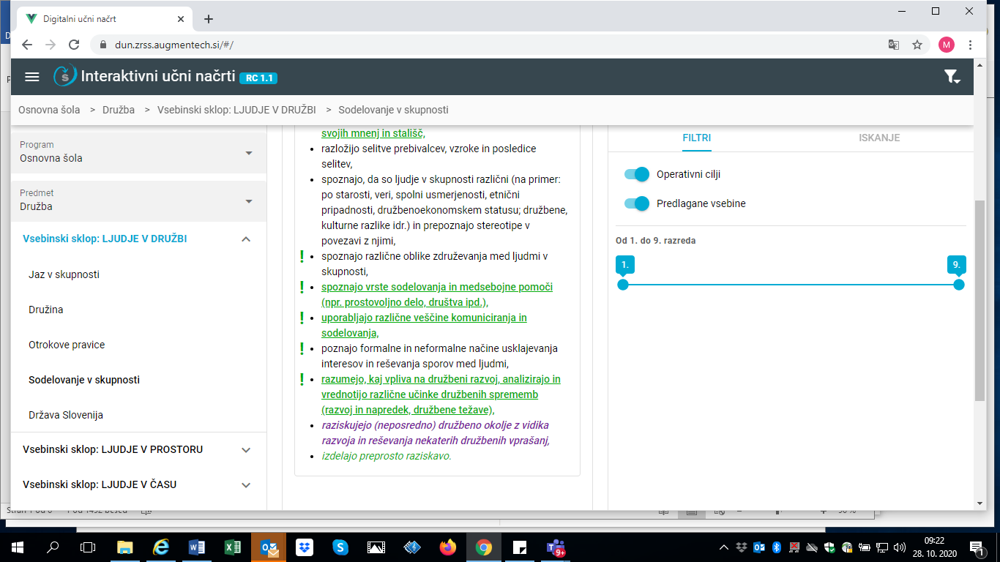 Digitalni učni načrt
dun.zrss.augmentech.si/#/
M
S
Interaktivni učni načrti RC 1.1
Osnovna šola > Družba > Vsebinski sklop: LJUDJE V DRUŽBI > Sodelovanje v skupnosti
Program
Osnovna šola
Predmet
Družba
Vsebinski sklop: LJUDJE V DRUŽBI
Jaz v skupnosti
Družina
Otrokove pravice
Sodelovanje v skupnosti
Država Slovenija
Vsebinski sklop: LJUDJE V PROSTORU
Vsebinski sklop: LJUDJE V ČASU
svojih mnenj in stališč,
• razložijo selitve prebivalcev, vzroke in posledice
selitev,
• spoznajo, da so ljudje v skupnosti različni (na primer:
po starosti, veri, spolni usmerjenosti, etnični
pripadnosti, družbenoekonomskem statusu; družbene,
kulturne razlike idr.) in prepoznajo stereotipe v
povezavi z njimi,
! • spoznajo različne oblike združevanja med ljudmi v
skupnosti,
! • spoznajo vrste sodelovanja in medsebojne pomoči
(npr. prostovoljno delo, društva ipd.),
! • uporabljajo različne veščine komuniciranja in
sodelovanja,
! • poznajo formalne in neformalne načine usklajevanja
interesov in reševanja sporov med ljudmi,
! • razumejo, kaj vpliva na družbeni razvoj, analizirajo in
vrednotijo različne učinke družbenih sprememb
(razvoj in napredek, družbene težave),
• raziskujejo (neposredno) družbeno okolje z vidika
razvoja in reševanja nekaterih družbenih vprašanj,
• izdelajo preprosto raziskavo.
FILTRI
ISKANJE
Operativni cilji
Predlagane vsebine
Od 1. do 9. razreda
1.
9.
9+
09:22
28. 10. 2020
1